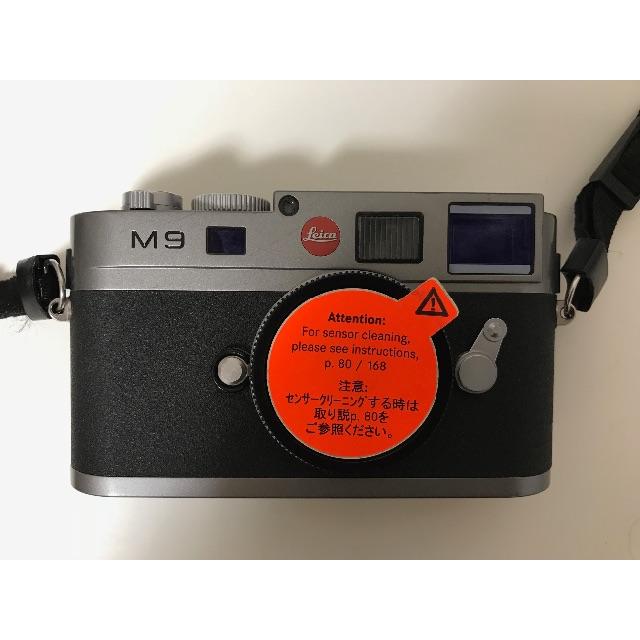 M9
Leica
Attention:
For sensor cleaning,
please see instructions,
p. 80 / 168
注意:
センサークリーニングする時は
取り説p. 80を
ご参照ください。